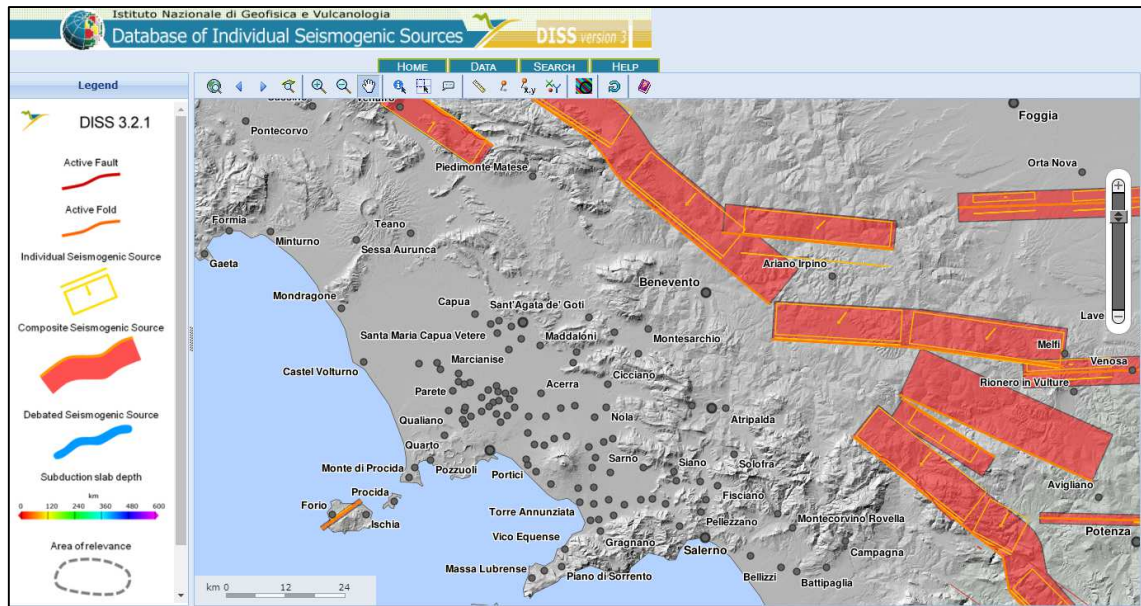 Istituto Nazionale di Geofisica e Vulcanologia
Database of Individual Seismogenic Sources
DISS version 3
HOME DATA SEARCH HELP
Legend
DISS 3.2.1
Active Fault
Active Fold
Individual Seismogenic Source
Composite Seismogenic Source
Debated Seismogenic Source
Subduction slab depth
km
0 120 240 360 480 600
Area of relevance
x,y
Venafro
Foggia
Pontecorvo
Orta Nova
Piedimonte Matese
Teano
Formia
Minturno
Sessa Aurunca
Gaeta
Ariano Irpino
Benevento
Mondragone
Capua
Sant'Agata de' Goti
Lave
Santa Maria Capua Vetere
Maddaloni
Montesarchio
Melfi
Marcianise
Venosa
Castel Volturno
Cicciano
Rionero in Vulture
Parete
Acerra
Qualiano
Nola
Atripalda
Quarto
Sarno
Siano
Solofra
Monte di Procida
Pozzuoli
Portici
Avigliano
Procida
Fisciano
Forio
Torre Annunziata
Ischia
Pellezzano
Montecorvino Rovella
Vico Equense
Potenza
Gragnano
Salerno
Campagna
Massa Lubrense
Piano di Sorrento
Bellizzi
Battipaglia
km 0 12 24